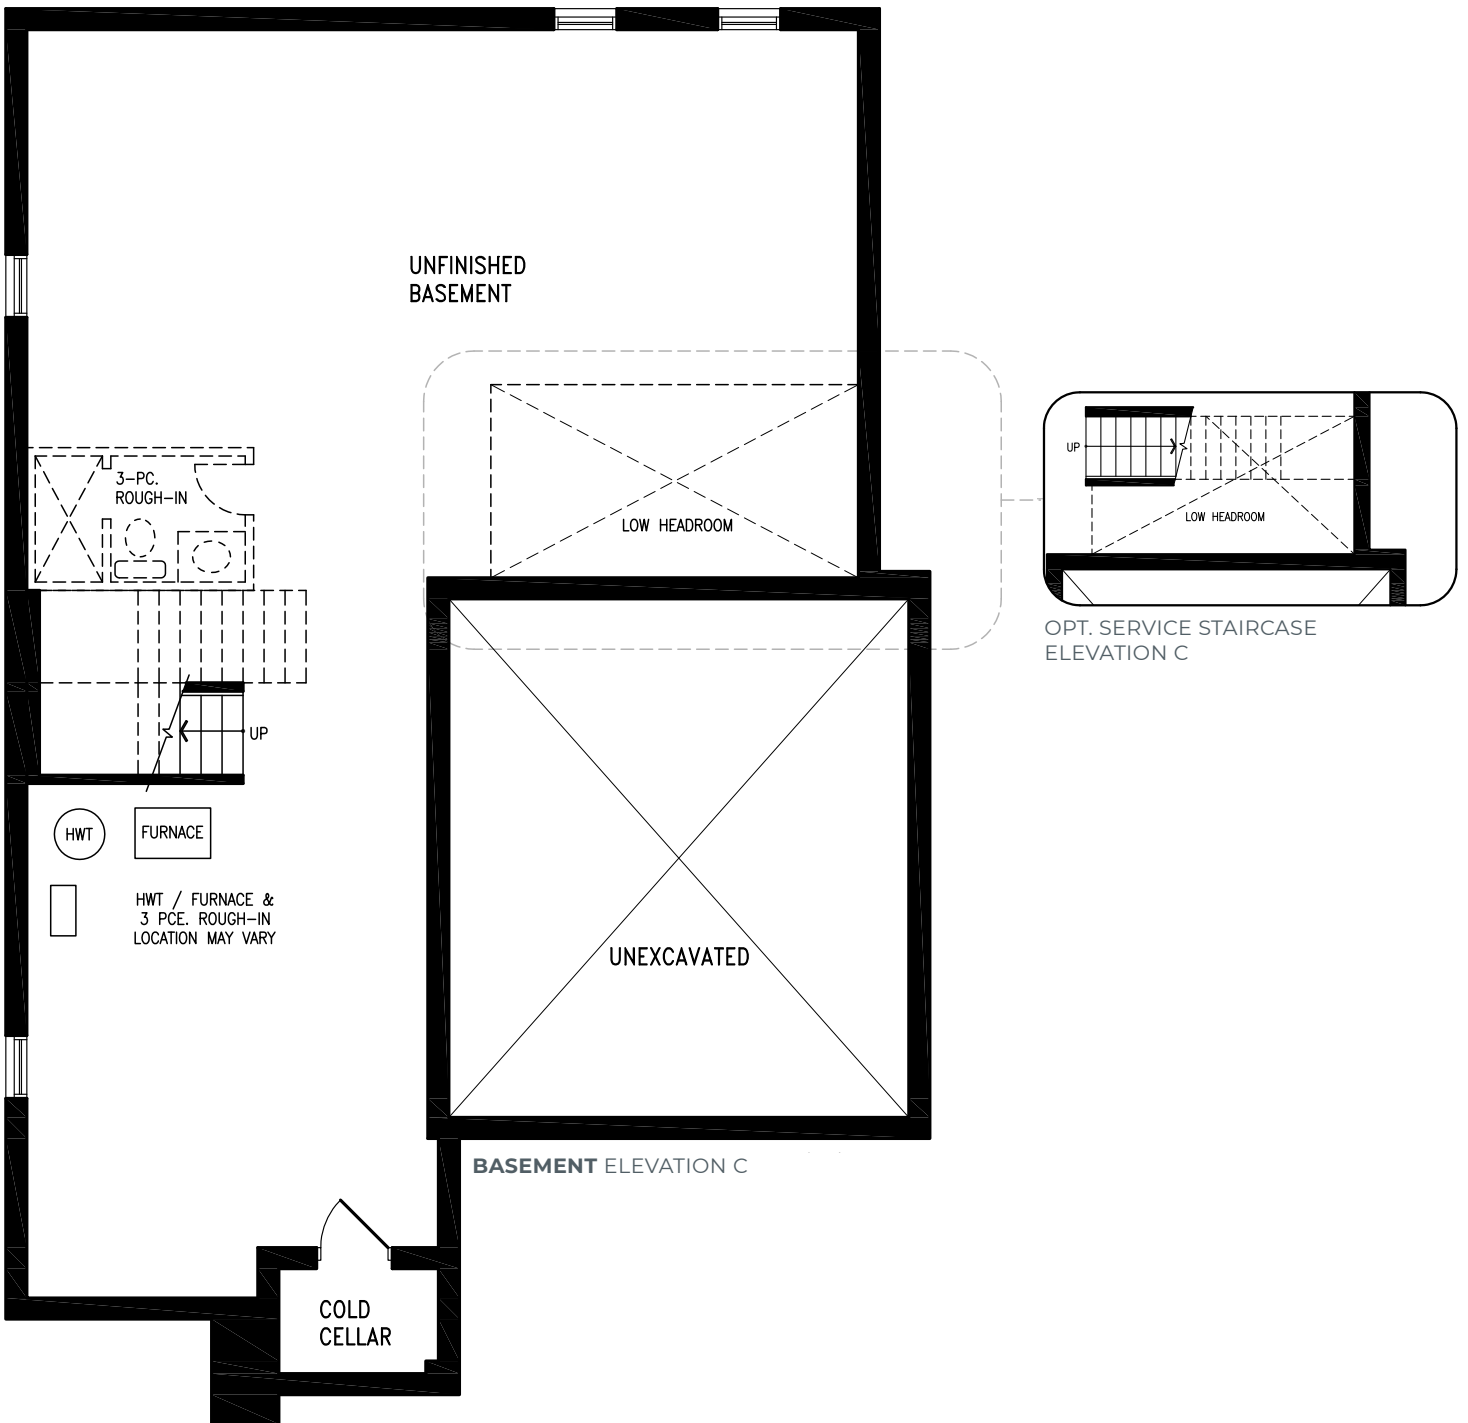 UNFINISHED
BASEMENT
3-PC.
ROUGH-IN
LOW HEADROOM
UP
LOW HEADROOM
OPT. SERVICE STAIRCASE
ELEVATION C
UP
HWT
FURNACE
HWT / FURNACE &
3 PCE. ROUGH-IN
LOCATION MAY VARY
UNEXCAVATED
BASEMENT ELEVATION C
COLD
CELLAR